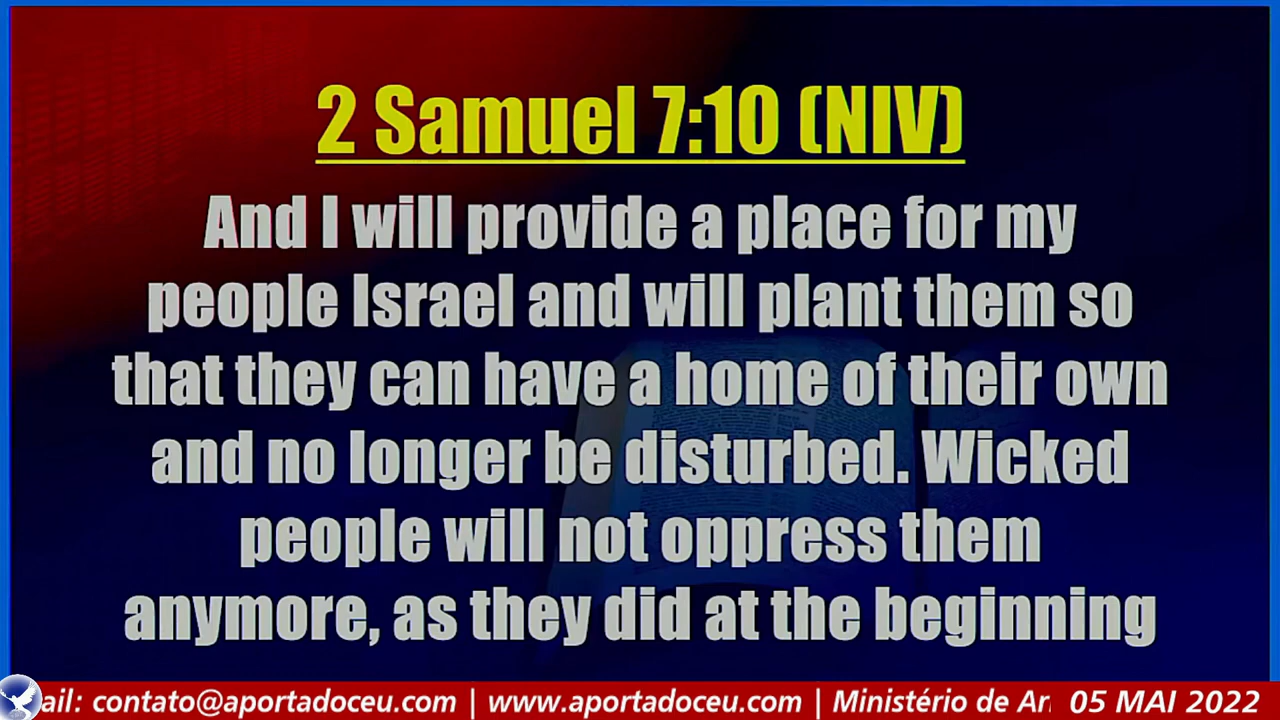 2 Samuel 7:10 (NIV)
And I will provide a place for my
people Israel and will plant them so
that they can have a home of their own
and no longer be disturbed. Wicked
people will not oppress them
anymore, as they did at the beginning
ail: contato@aportadoceu.com | www.aportadoceu.com | Ministério de Ar 05 MAI 2022